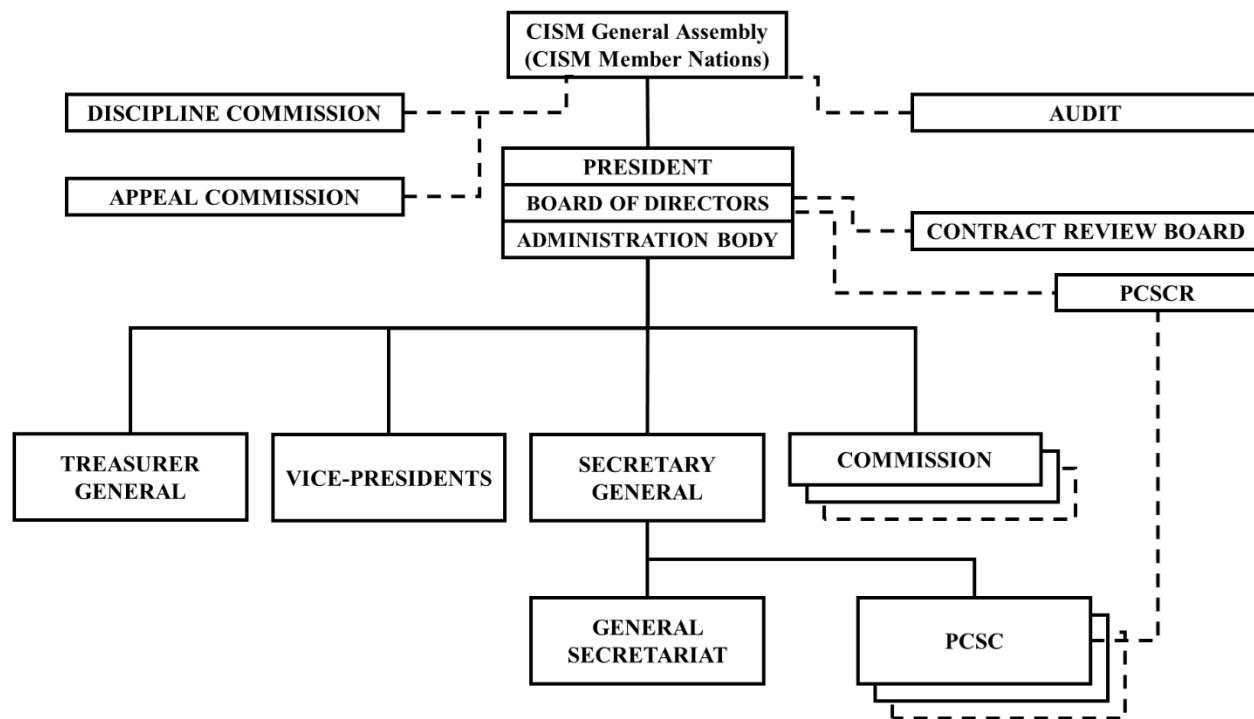 CISM General Assembly
(CISM Member Nations)
DISCIPLINE COMMISSION
AUDIT
PRESIDENT
APPEAL COMMISSION
BOARD OF DIRECTORS
ADMINISTRATION BODY
CONTRACT REVIEW BOARD
PCSCR
TREASURER
GENERAL
VICE-PRESIDENTS
SECRETARY
GENERAL
COMMISSION
GENERAL
SECRETARIAT
PCSC